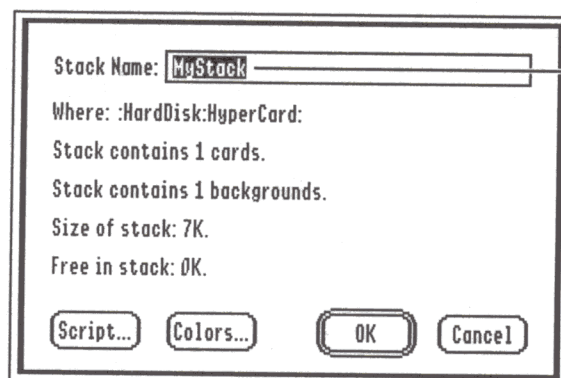 Stack Name: MyStack
Where: :HardDisk:HyperCard:
Stack contains 1 cards.
Stack contains 1 backgrounds.
Size of stack: 7K.
Free in stack: 0K.
Script... Colors... OK Cancel